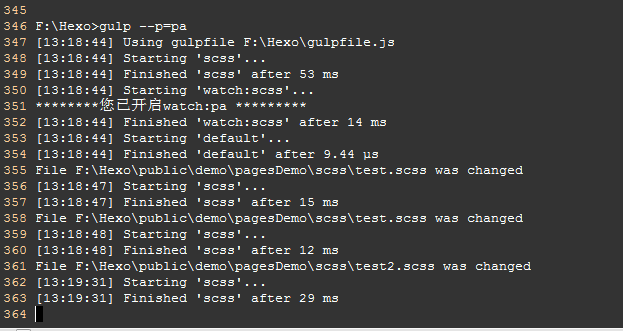 345
346 F:\Hexo>gulp --p=pa
347 [13:18:44] Using gulpfile F:\Hexo\gulpfile.js
348 [13:18:44] Starting 'scss'...
349 [13:18:44] Finished 'scss' after 53 ms
350 [13:18:44] Starting 'watch:scss'...
351 ********您已开启watch:pa *********
352 [13:18:44] Finished 'watch:scss' after 14 ms
353 [13:18:44] Starting 'default'...
354 [13:18:44] Finished 'default' after 9.44 μs
355 File F:\Hexo\public\demo\pagesDemo\scss\test.scss was changed
356 [13:18:47] Starting 'scss'...
357 [13:18:47] Finished 'scss' after 15 ms
358 File F:\Hexo\public\demo\pagesDemo\scss\test.scss was changed
359 [13:18:48] Starting 'scss'...
360 [13:18:48] Finished 'scss' after 12 ms
361 File F:\Hexo\public\demo\pagesDemo\scss\test2.scss was changed
362 [13:19:31] Starting 'scss'...
363 [13:19:31] Finished 'scss' after 29 ms
364